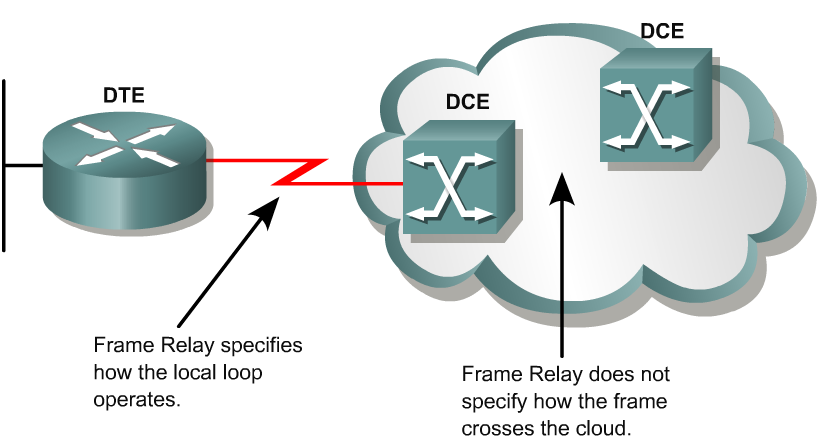 DCE
DTE
DCE
Frame Relay specifies
how the local loop
operates.
Frame Relay does not
specify how the frame
crosses the cloud.